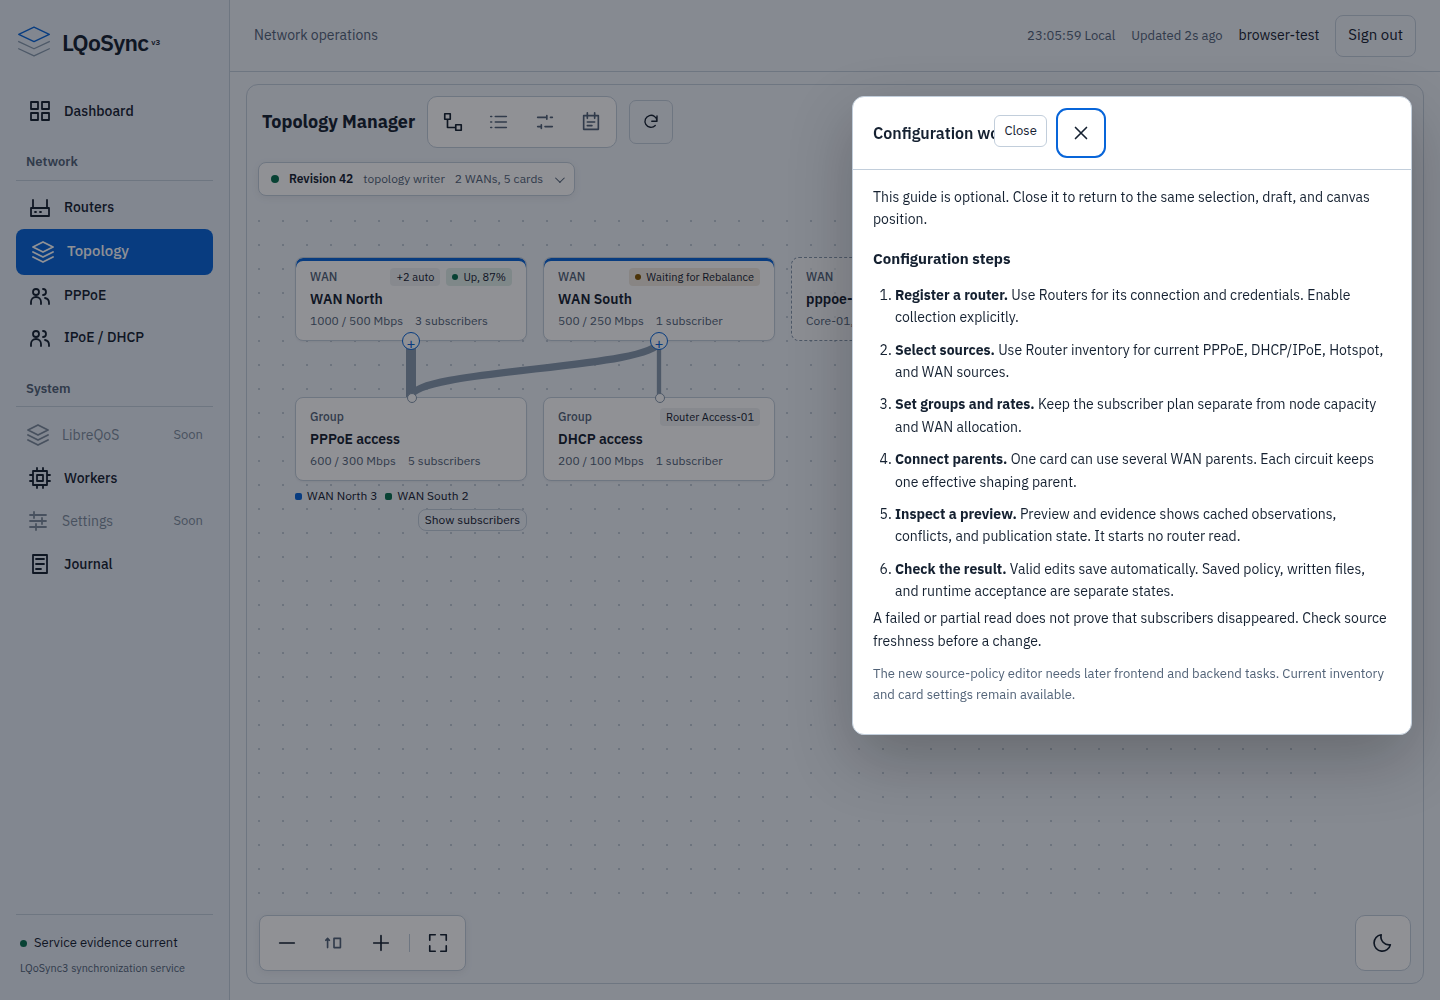 LQoSync v3
Dashboard
Network
Routers
Topology
PPPoE
IPoE / DHCP
System
LibreQoS Soon
Workers
Settings Soon
Journal
Service evidence current
LQoSync3 synchronization service
Network operations
23:05:59 Local Updated 2s ago browser-test Sign out
Topology Manager
Revision 42 topology writer 2 WANs, 5 cards
WAN +2 auto Up, 87%
WAN North
1000 / 500 Mbps 3 subscribers
WAN Waiting for Rebalance
WAN South
500 / 250 Mbps 1 subscriber
WAN
pppoe-
Core-01,
Group
PPPoE access
600 / 300 Mbps 5 subscribers
Group Router Access-01
DHCP access
200 / 100 Mbps 1 subscriber
WAN North 3 WAN South 2
Show subscribers
Configuration Close
This guide is optional. Close it to return to the same selection, draft, and canvas
position.
Configuration steps
1. Register a router. Use Routers for its connection and credentials. Enable
collection explicitly.
2. Select sources. Use Router inventory for current PPPoE, DHCP/IPoE, Hotspot,
and WAN sources.
3. Set groups and rates. Keep the subscriber plan separate from node capacity
and WAN allocation.
4. Connect parents. One card can use several WAN parents. Each circuit keeps
one effective shaping parent.
5. Inspect a preview. Preview and evidence shows cached observations,
conflicts, and publication state. It starts no router read.
6. Check the result. Valid edits save automatically. Saved policy, written files,
and runtime acceptance are separate states.
A failed or partial read does not prove that subscribers disappeared. Check source
freshness before a change.
The new source-policy editor needs later frontend and backend tasks. Current inventory
and card settings remain available.